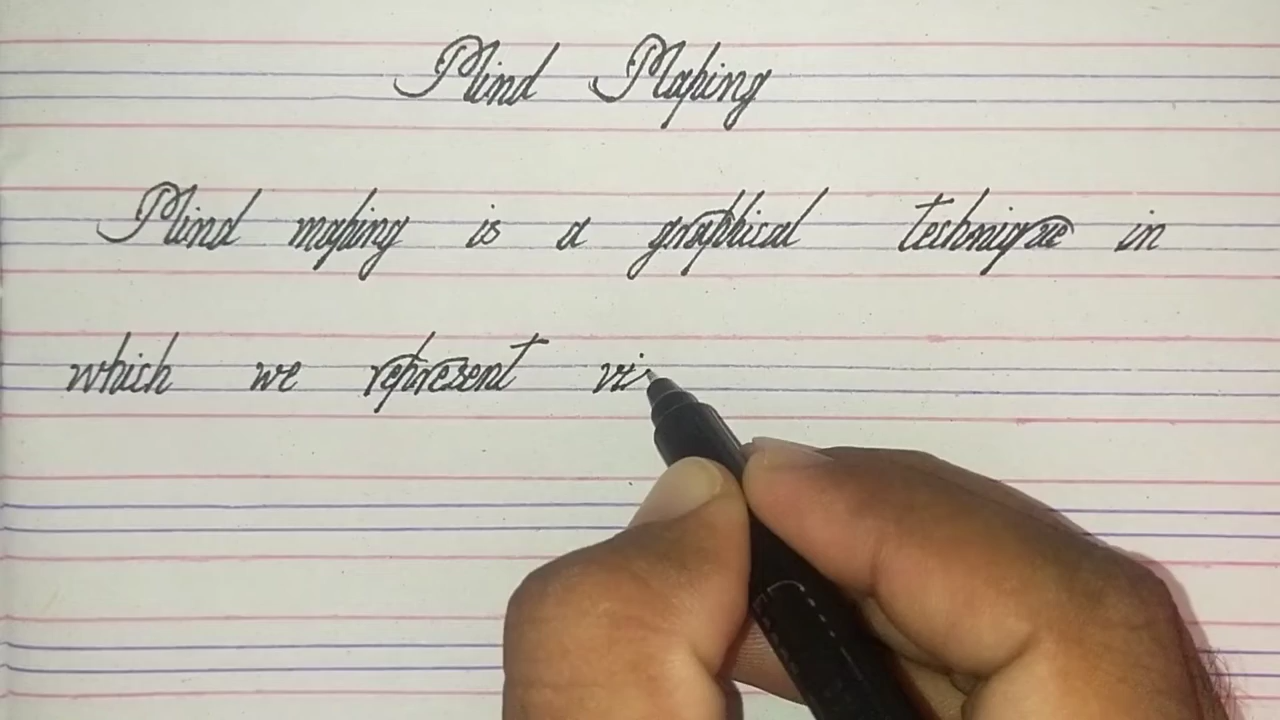 Mind Maping
Mind maping is a graphical technique in
which we represent vi